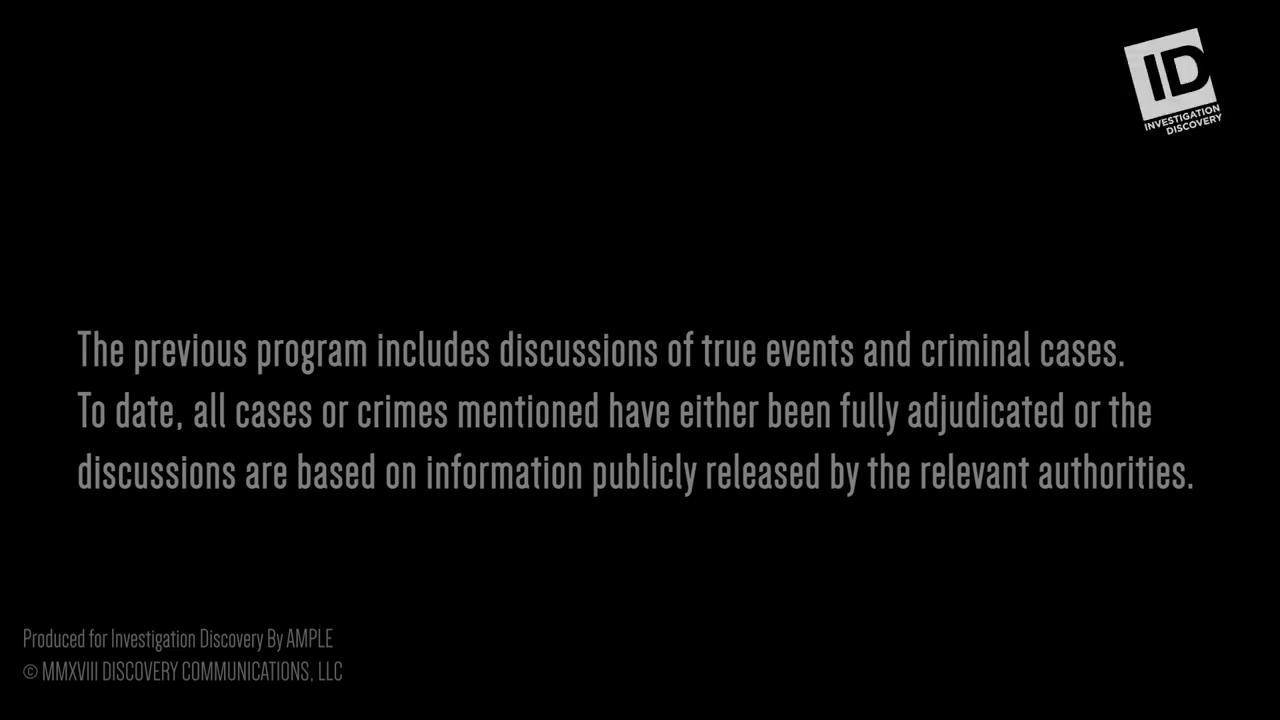 ID
INVESTIGATION
DISCOVERY
The previous program includes discussions of true events and criminal cases.
To date, all cases or crimes mentioned have either been fully adjudicated or the
discussions are based on information publicly released by the relevant authorities.
Produced for Investigation Discovery By AMPLE
© MMXVIII DISCOVERY COMMUNICATIONS, LLC